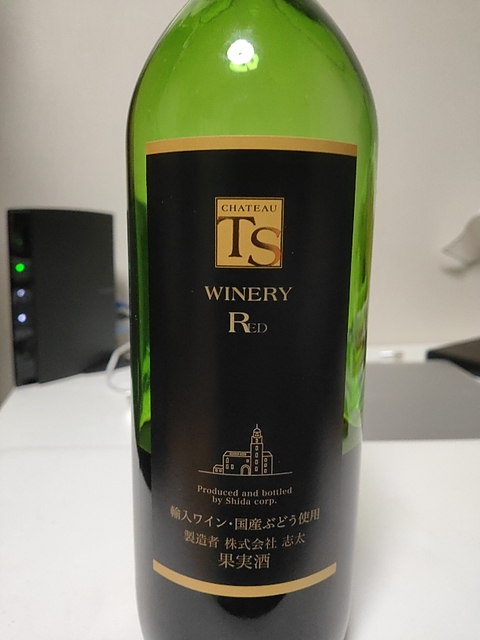 CHATEAU
TS
WINERY
RED
Produced and bottled
by Shida corp.
輸入ワイン・国産ぶどう使用
製造者 株式会社 志太
果実酒